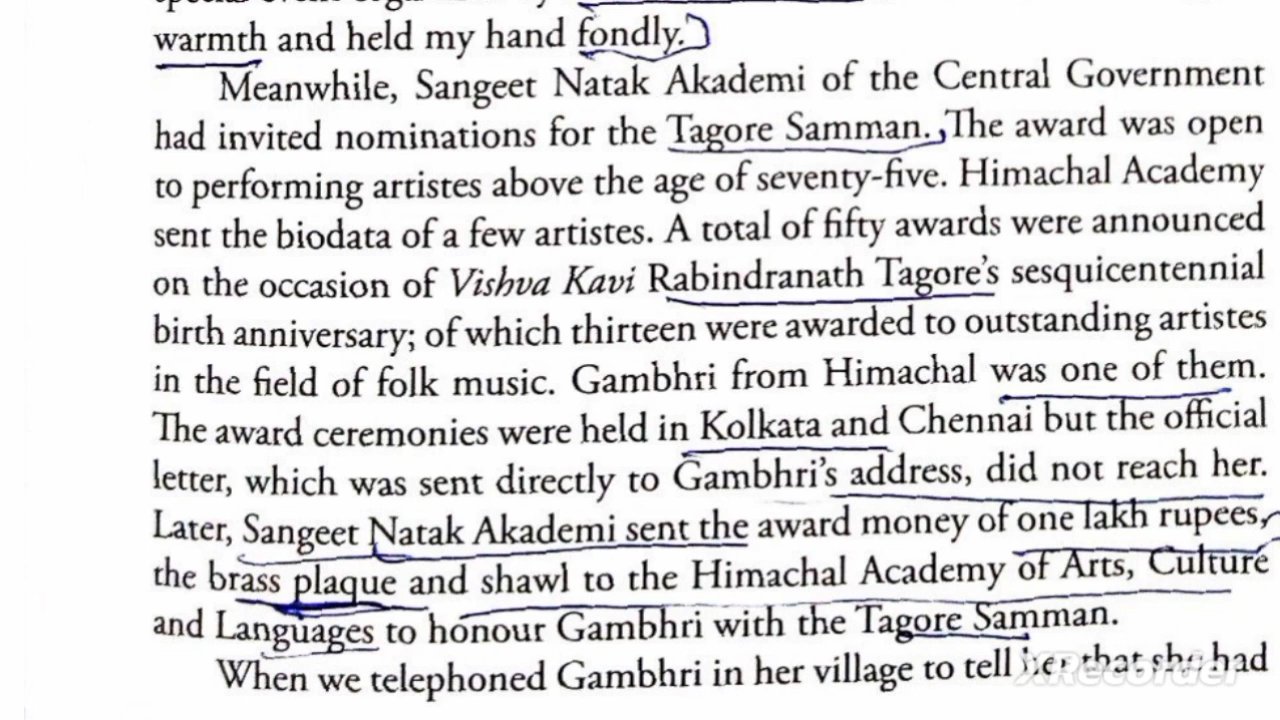 warmth and held my hand fondly.
Meanwhile, Sangeet Natak Akademi of the Central Government
had invited nominations for the Tagore Samman. The award was open
to performing artistes above the age of seventy-five. Himachal Academy
sent the biodata of a few artistes. A total of fifty awards were announced
on the occasion of Vishva Kavi Rabindranath Tagore's sesquicentennial
birth anniversary; of which thirteen were awarded to outstanding artistes
in the field of folk music. Gambhri from Himachal was one of them.
The award ceremonies were held in Kolkata and Chennai but the official
letter, which was sent directly to Gambhri's address, did not reach her.
Later, Sangeet Natak Akademi sent the award money of one lakh rupees,
the brass plaque and shawl to the Himachal Academy of Arts, Culture
and Languages to honour Gambhri with the Tagore Samman.
When we telephoned Gambhri in her village to tell her that she had
XRecorder